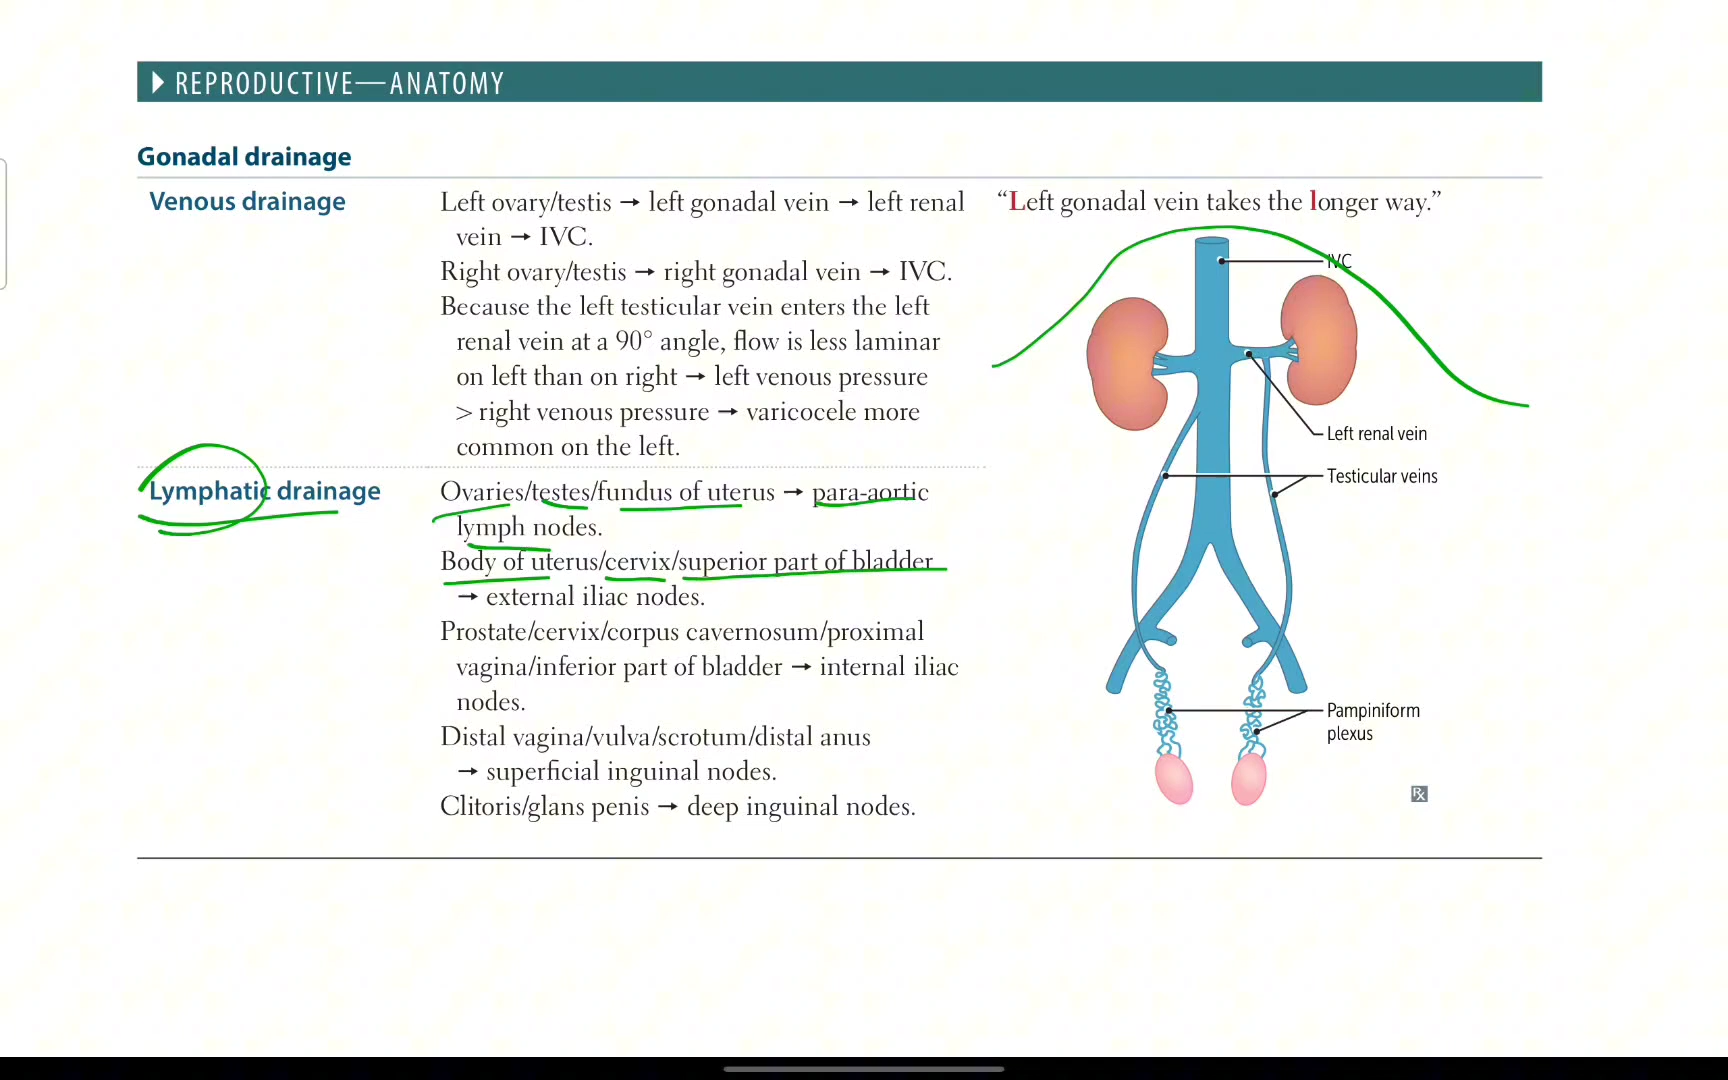 REPRODUCTIVE—ANATOMY
Gonadal drainage
Venous drainage
Left ovary/testis → left gonadal vein → left renal
vein → IVC.
Right ovary/testis → right gonadal vein → IVC.
Because the left testicular vein enters the left
renal vein at a 90° angle, flow is less laminar
on left than on right → left venous pressure
> right venous pressure → varicocele more
common on the left.
“Left gonadal vein takes the longer way.”
IVC
Left renal vein
Testicular veins
Pampiniform
plexus
Rx
Lymphatic drainage
Ovaries/testes/fundus of uterus → para-aortic
lymph nodes.
Body of uterus/cervix/superior part of bladder
→ external iliac nodes.
Prostate/cervix/corpus cavernosum/proximal
vagina/inferior part of bladder → internal iliac
nodes.
Distal vagina/vulva/scrotum/distal anus
→ superficial inguinal nodes.
Clitoris/glans penis → deep inguinal nodes.